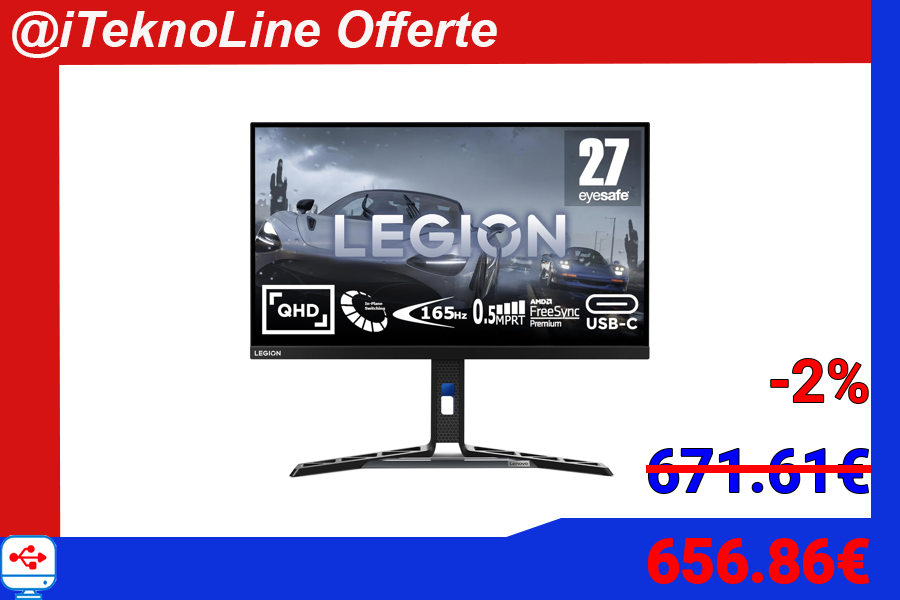 @iTeknoLine Offerte
27
eyesafe
LEGION
QHD
In-Plane
Switching
165Hz
0.5MPRT
AMD
FreeSync
Premium
USB-C
LEGION
Lenovo
-2%
671.61€
656.86€